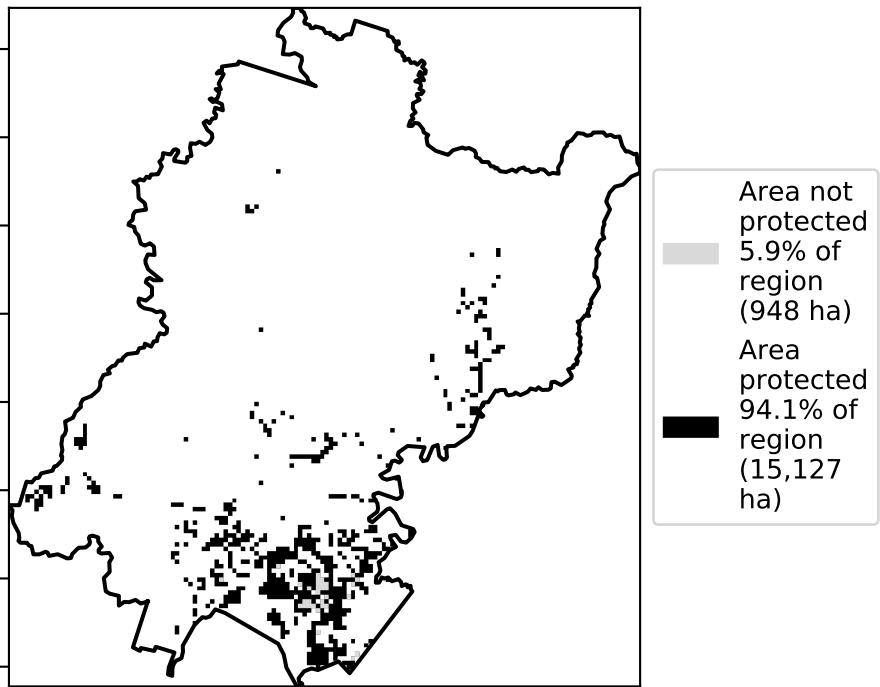 Area not
protected
5.9% of
region
(948 ha)
Area
protected
94.1% of
region
(15,127
ha)